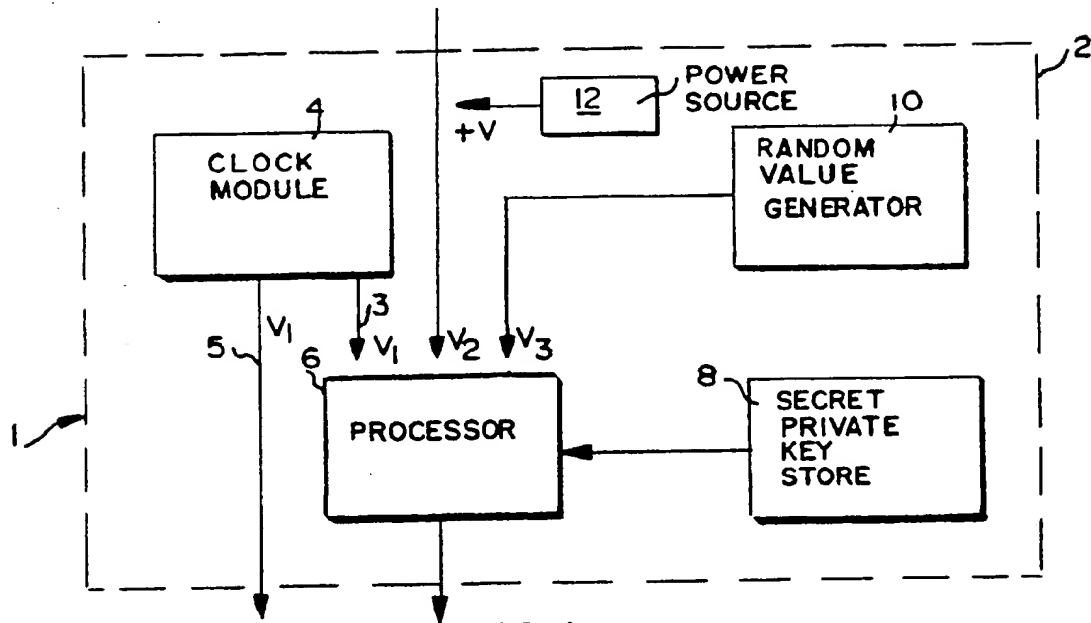 2
POWER
SOURCE
12
+V
4
CLOCK
MODULE
10
RANDOM
VALUE
GENERATOR
3
V1
5
V1
V2
V3
6
PROCESSOR
8
SECRET
PRIVATE
KEY
STORE
1